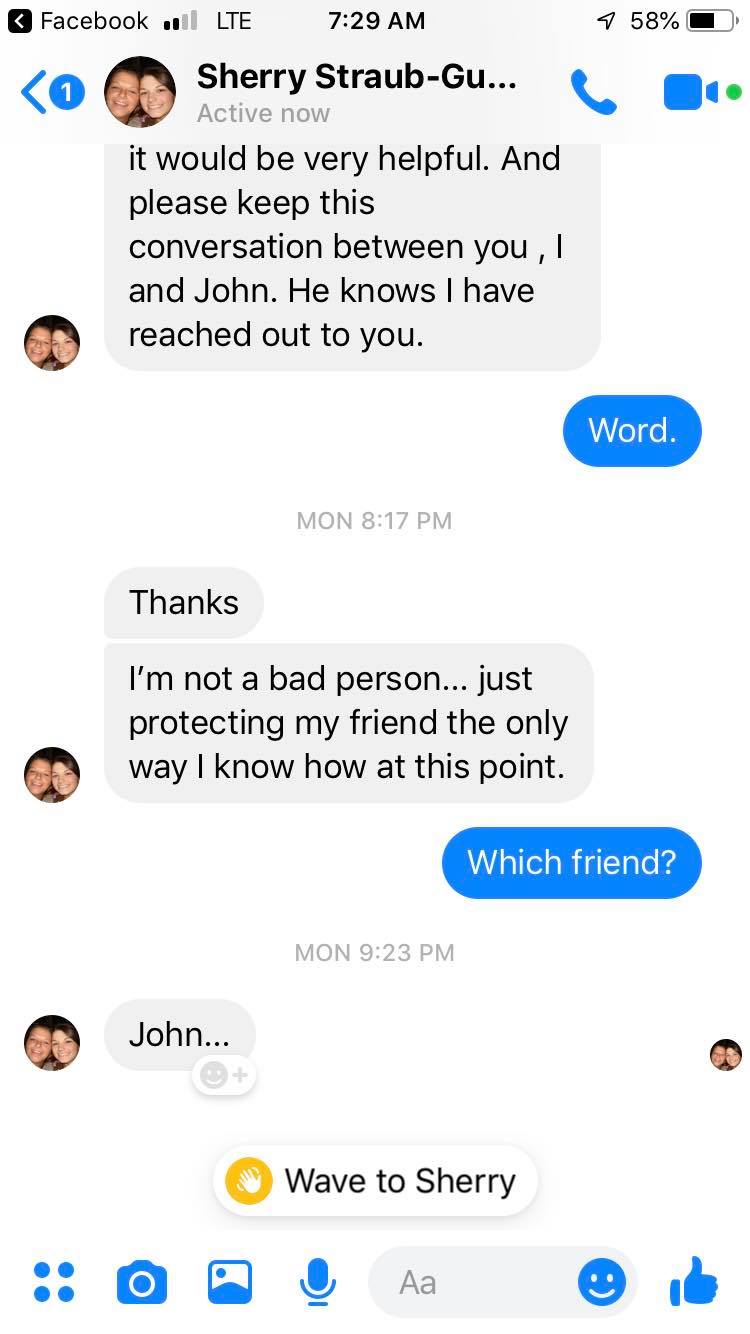 Facebook LTE 7:29 AM 58%
1 Sherry Straub-Gu...
Active now
it would be very helpful. And
please keep this
conversation between you , I
and John. He knows I have
reached out to you.
Word.
MON 8:17 PM
Thanks
I’m not a bad person... just
protecting my friend the only
way I know how at this point.
Which friend?
MON 9:23 PM
John...
Wave to Sherry
Aa